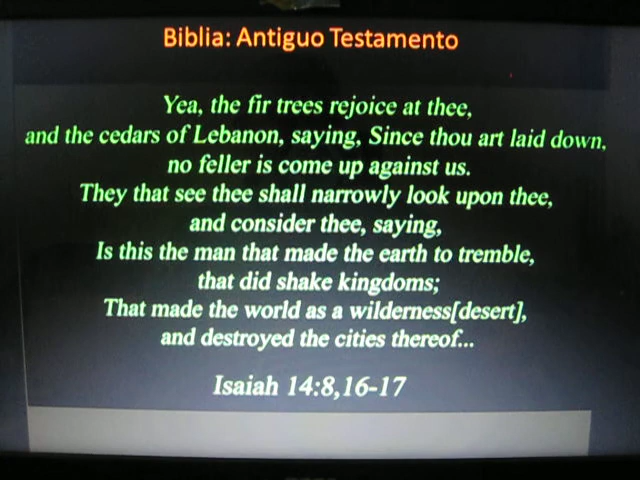 Biblia: Antiguo Testamento
Yea, the fir trees rejoice at thee,
and the cedars of Lebanon, saying, Since thou art laid down,
no feller is come up against us.
They that see thee shall narrowly look upon thee,
and consider thee, saying,
Is this the man that made the earth to tremble,
that did shake kingdoms;
That made the world as a wilderness[desert],
and destroyed the cities thereof...
Isaiah 14:8,16-17